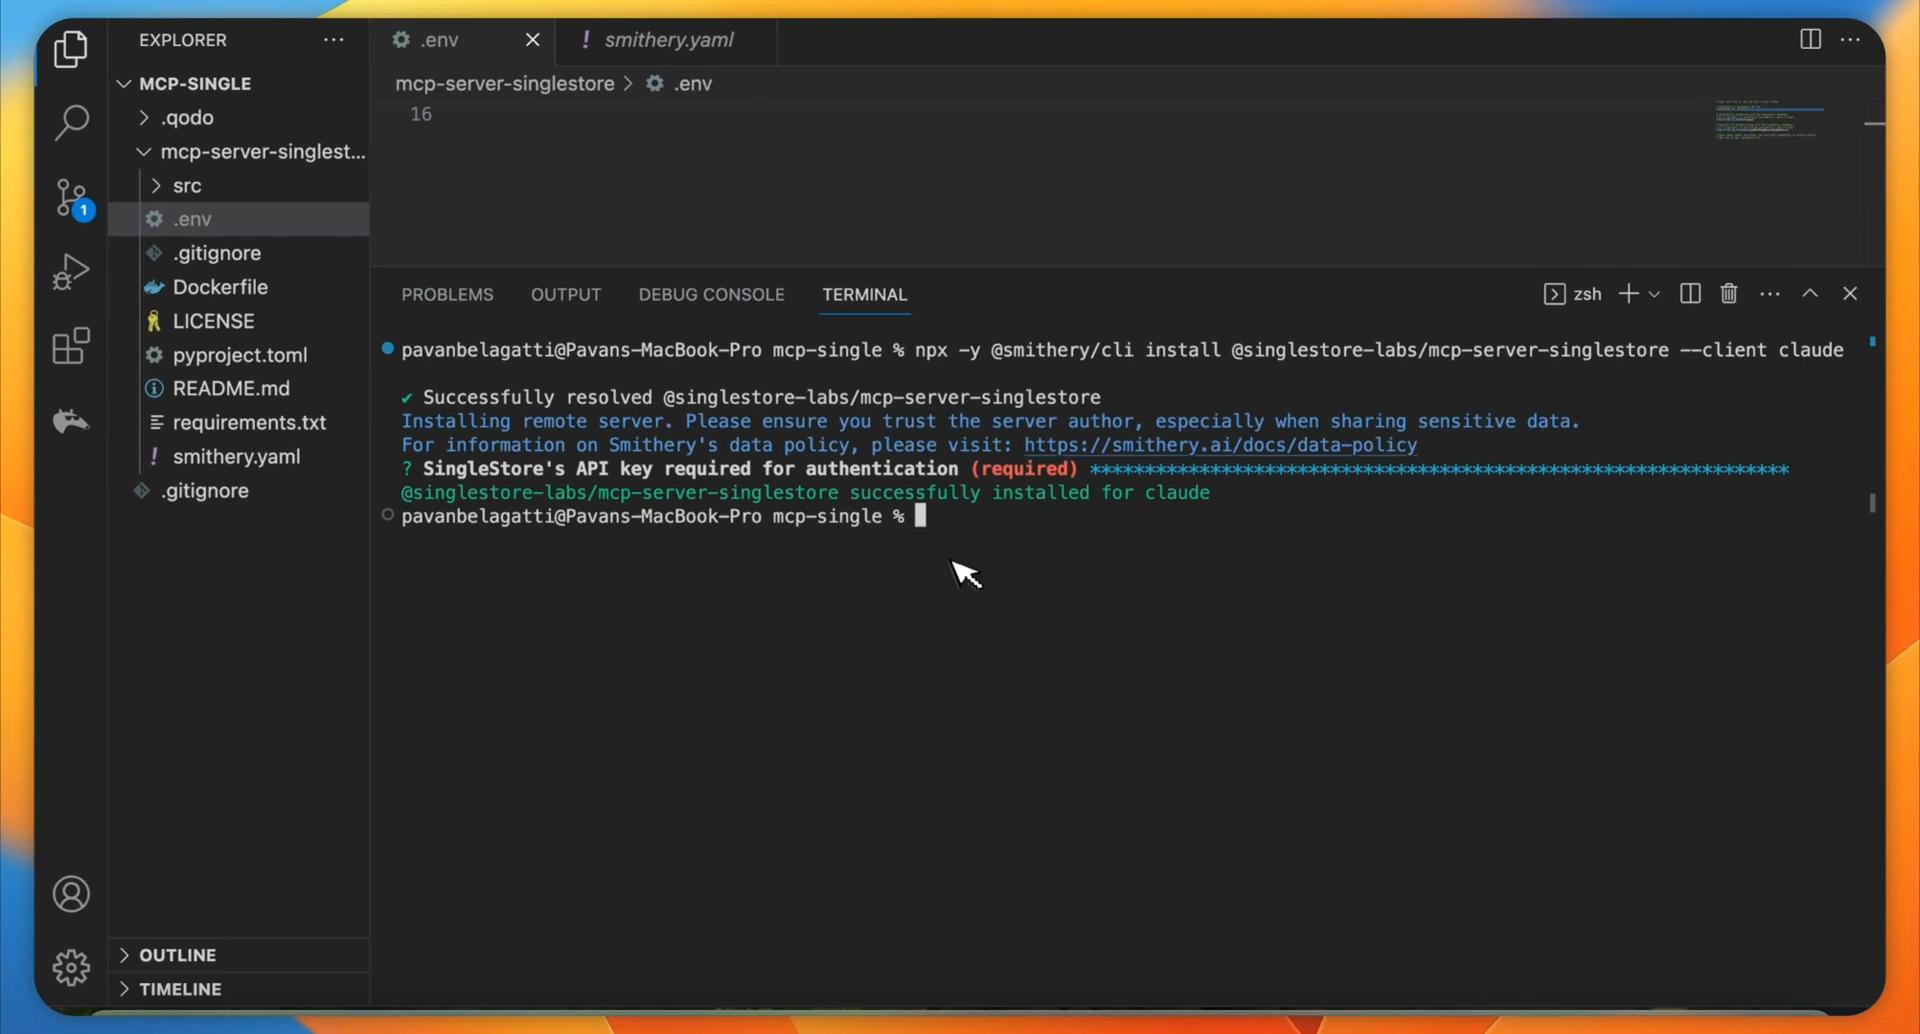 EXPLORER
MCP-SINGLE
.qodo
mcp-server-singlest...
src
.env
.gitignore
Dockerfile
LICENSE
pyproject.toml
README.md
requirements.txt
! smithery.yaml
.gitignore
OUTLINE
TIMELINE
1
.env
! smithery.yaml
mcp-server-singlestore > .env
16
PROBLEMS OUTPUT DEBUG CONSOLE TERMINAL
zsh
pavanbelagatti@Pavans-MacBook-Pro mcp-single % npx -y @smithery/cli install @singlestore-labs/mcp-server-singlestore --client claude
✔ Successfully resolved @singlestore-labs/mcp-server-singlestore
Installing remote server. Please ensure you trust the server author, especially when sharing sensitive data.
For information on Smithery's data policy, please visit: https://smithery.ai/docs/data-policy
? SingleStore's API key required for authentication (required) ****************************************************************
@singlestore-labs/mcp-server-singlestore successfully installed for claude
pavanbelagatti@Pavans-MacBook-Pro mcp-single %